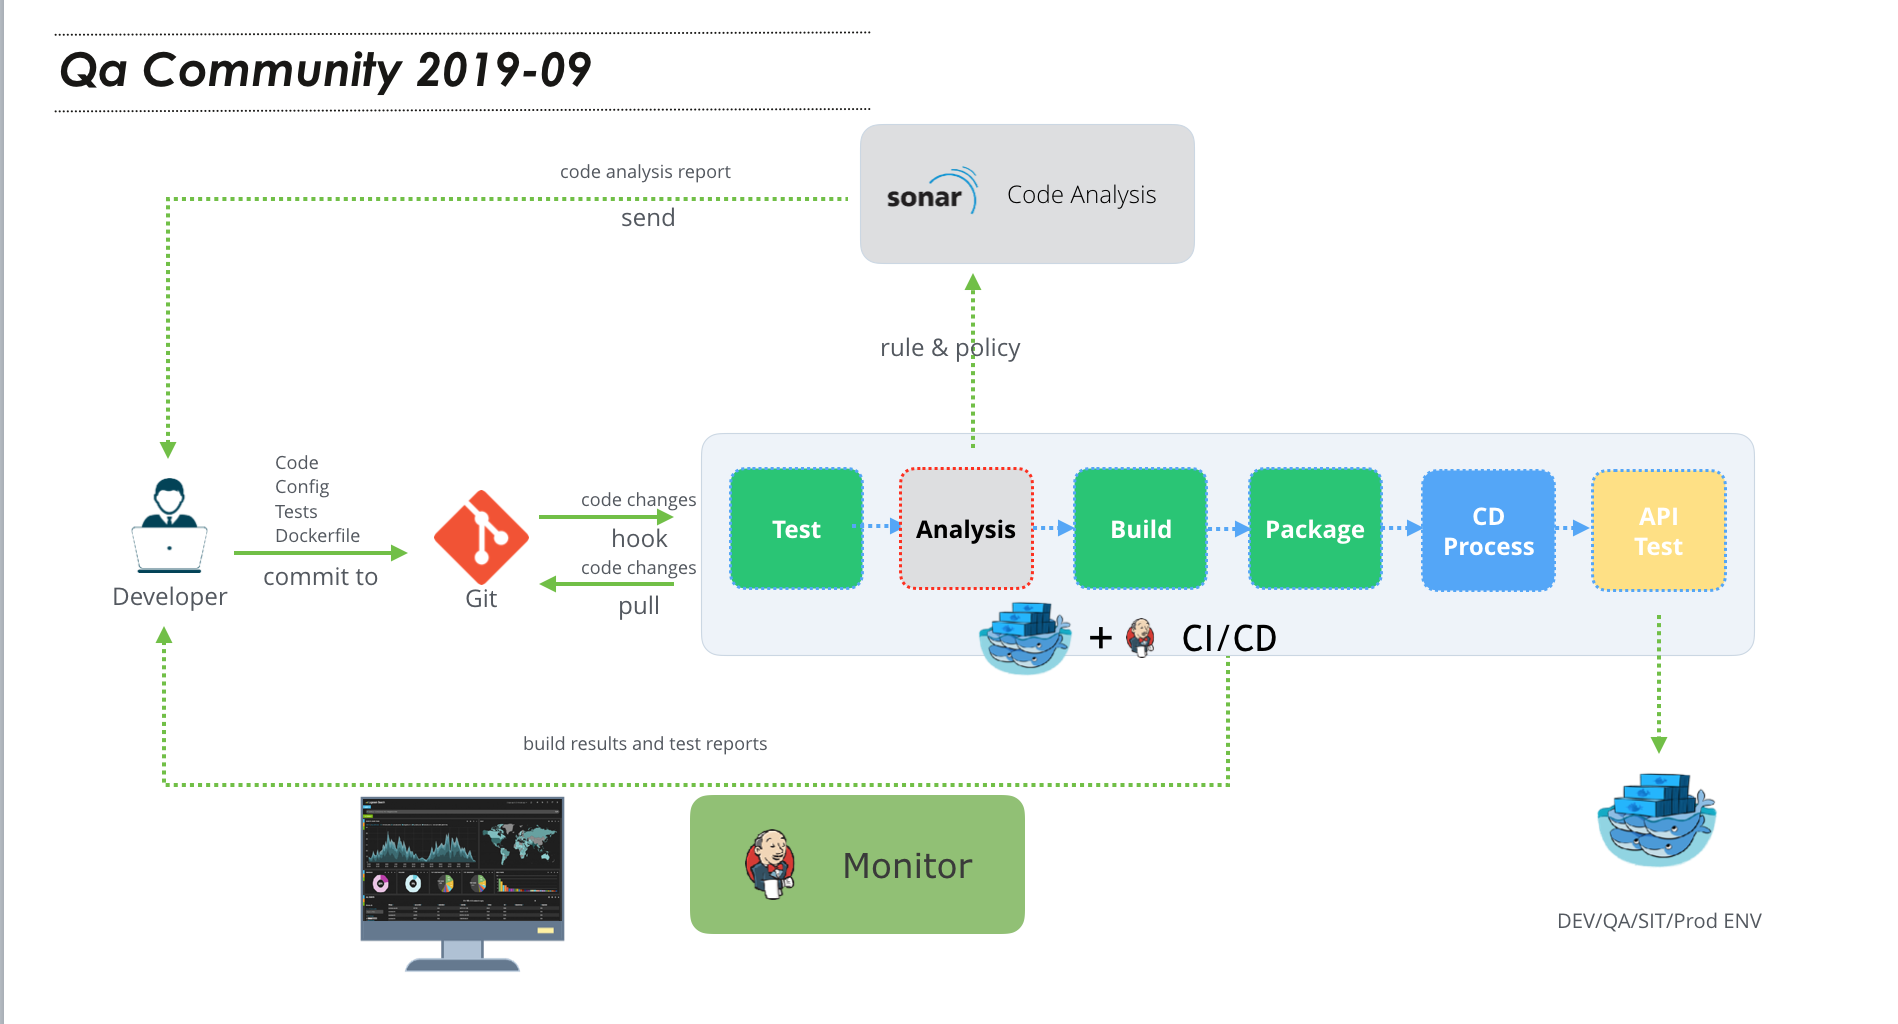 Qa Community 2019-09
code analysis report
send
sonar
Code Analysis
rule & policy
Code
Config
Tests
Dockerfile
commit to
Developer
Git
code changes
hook
code changes
pull
Test
Analysis
Build
Package
CD
Process
API
Test
+
CI/CD
build results and test reports
Monitor
DEV/QA/SIT/Prod ENV